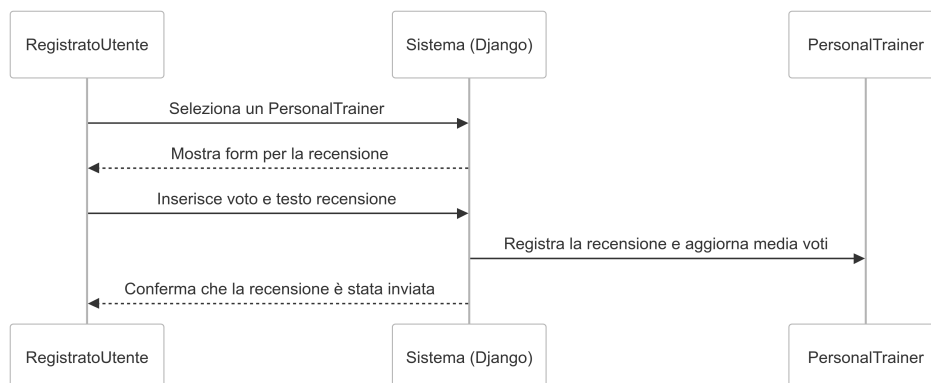 RegistratoUtente
Sistema (Django)
PersonalTrainer
Seleziona un PersonalTrainer
Mostra form per la recensione
Inserisce voto e testo recensione
Registra la recensione e aggiorna media voti
Conferma che la recensione è stata inviata
RegistratoUtente
Sistema (Django)
PersonalTrainer